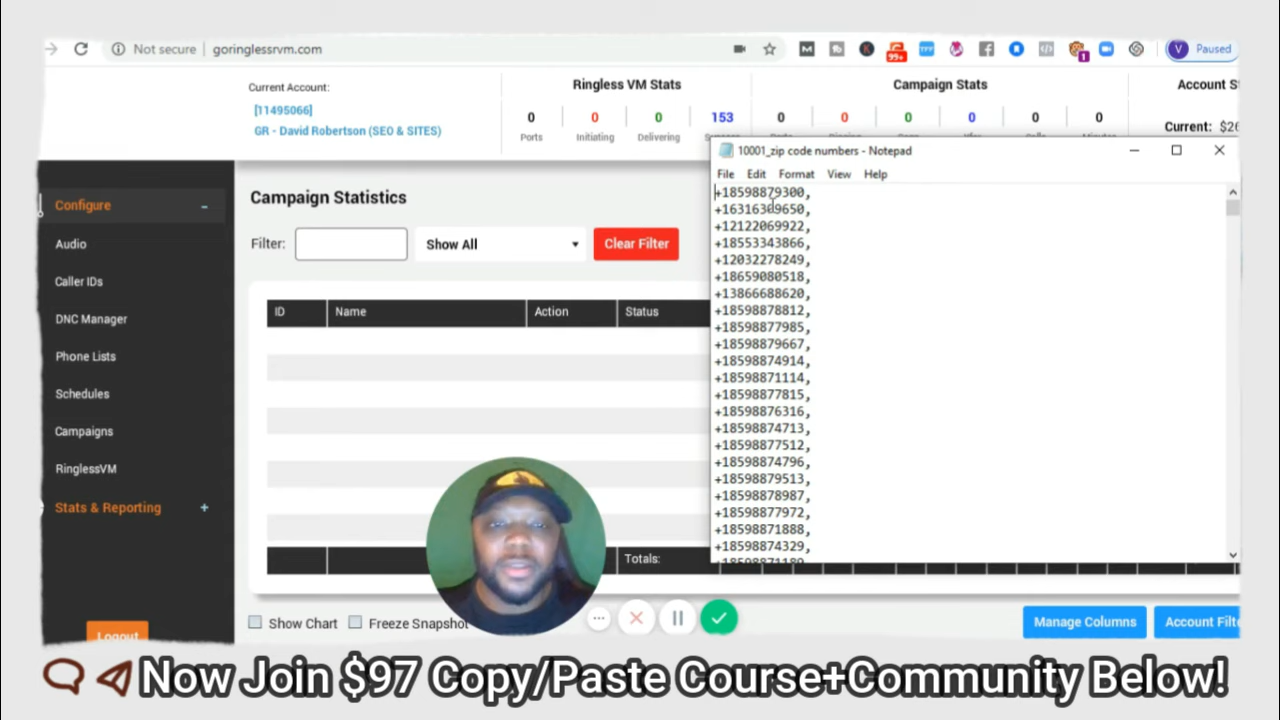 Not secure | goringlessrvm.com
99+
1
V Paused
Current Account:
[11495066]
GR - David Robertson (SEO & SITES)
Ringless VM Stats
0 0 0 153
Ports Initiating Delivering
Campaign Stats
0 0 0 0 0 0
Account S
Current: $20
Configure -
Audio
Caller IDs
DNC Manager
Phone Lists
Schedules
Campaigns
RinglessVM
Stats & Reporting +
Logout
Campaign Statistics
Filter: Show All Clear Filter
ID Name Action Status
Totals:
Show Chart Freeze Snapshot
Manage Columns Account Filte
10001_zip code numbers - Notepad
File Edit Format View Help
+18598879300,
+16316309650,
+12122069922,
+18553343866,
+12032278249,
+18659080518,
+13866688620,
+18598878812,
+18598877985,
+18598879667,
+18598874914,
+18598871114,
+18598877815,
+18598876316,
+18598874713,
+18598877512,
+18598874796,
+18598879513,
+18598878987,
+18598877972,
+18598871888,
+18598874329,
Now Join $97 Copy/Paste Course+Community Below!